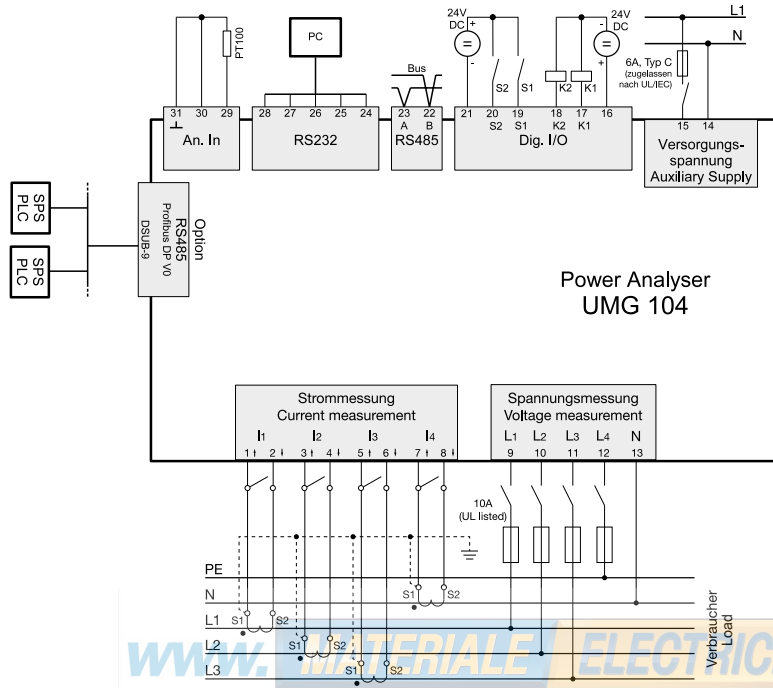 24V
DC
+
-
24V
DC
-
+
L1
N
PT100
PC
Bus
S2
S1
K2
K1
6A, Typ C
(zugelassen
nach UL/IEC)
31 30 29
An. In
28 27 26 25 24
RS232
23 22
A B
RS485
21 20 19 18 17 16
S2 S1 K2 K1
Dig. I/O
15 14
Versorgungs-
spannung
Auxiliary Supply
SPS
PLC
SPS
PLC
Option
RS485
Profibus DP V0
DSUB-9
Power Analyser
UMG 104
Strommessung
Current measurement
I1 I2 I3 I4
1 2 3 4 5 6 7 8
Spannungsmessung
Voltage measurement
L1 L2 L3 L4 N
9 10 11 12 13
10A
(UL listed)
PE
N
L1
L2
L3
S1 S2
S1 S2
S1 S2
S1 S2
Verbraucher
Load
www. MATERIALE ELECTRIC